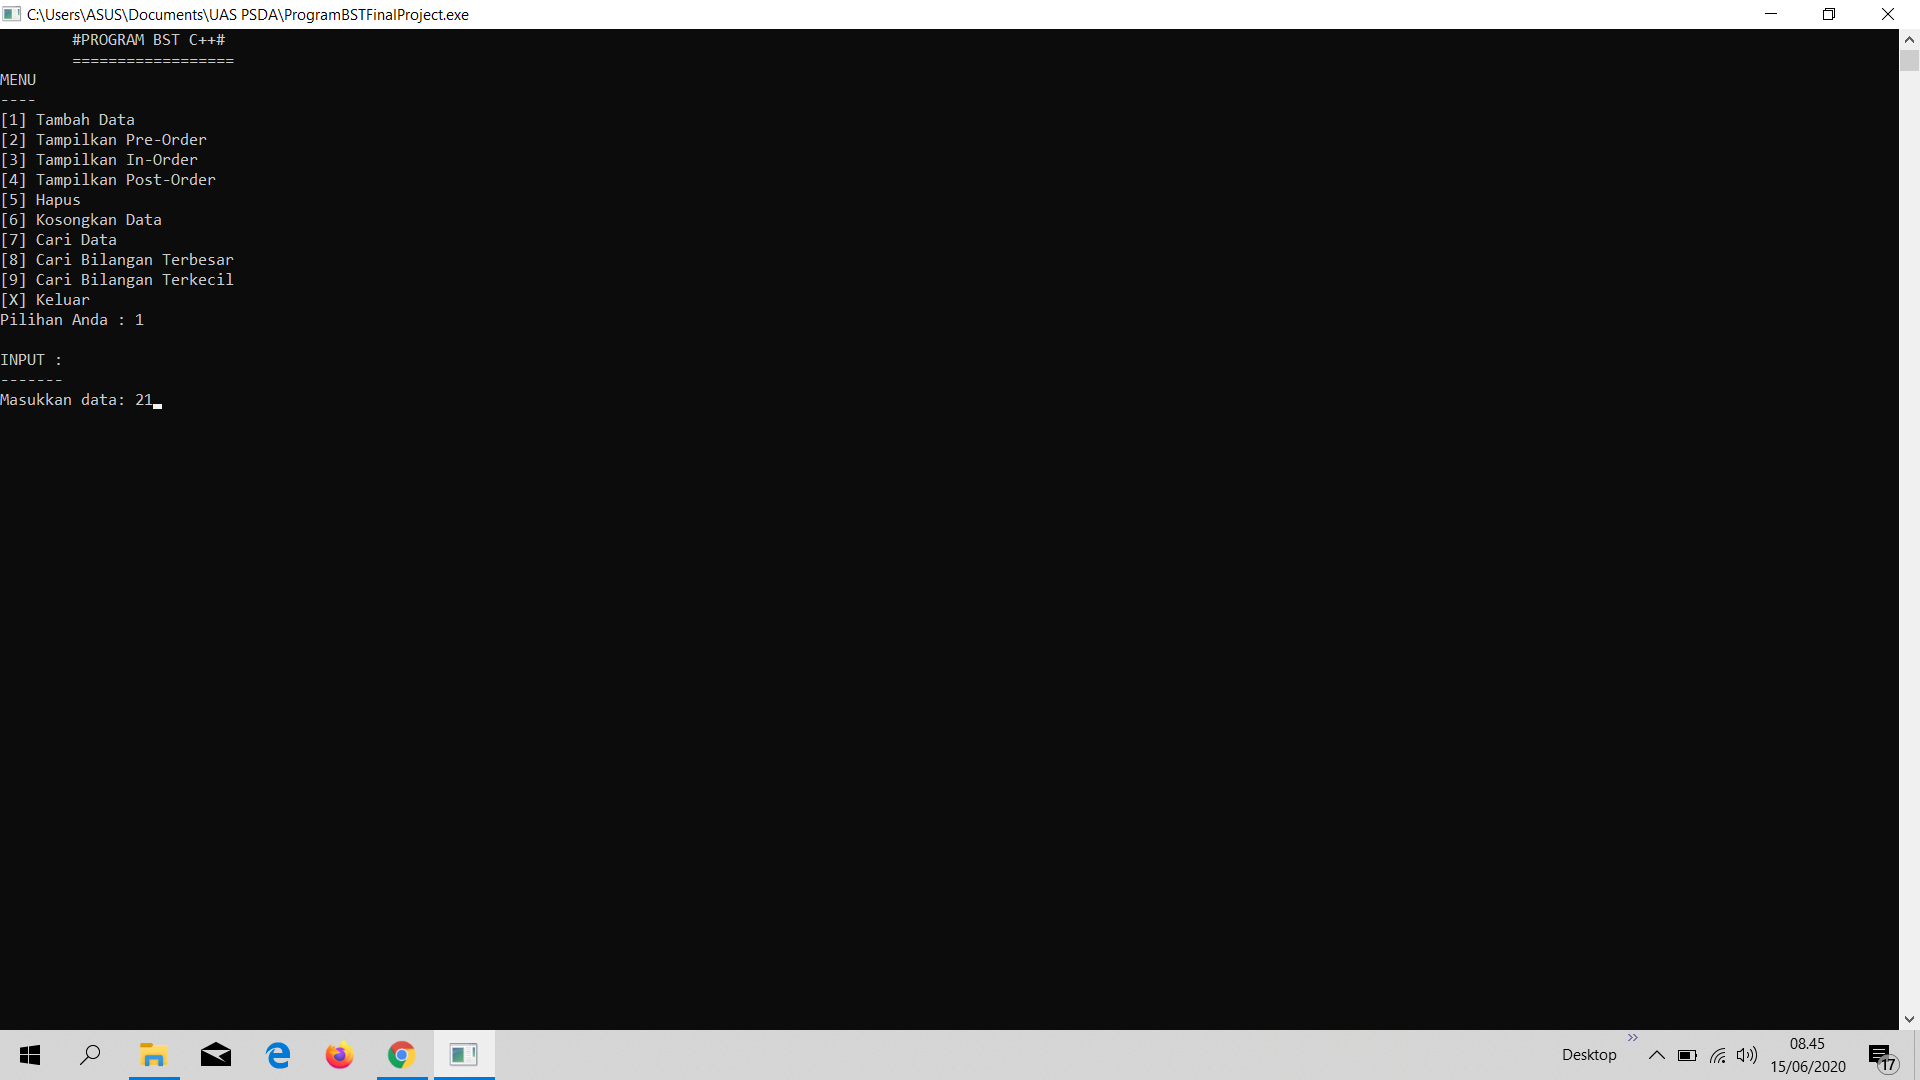 C:\Users\ASUS\Documents\UAS PSDA\ProgramBSTFinalProject.exe
#PROGRAM BST C++#
==================
MENU
----
[1] Tambah Data
[2] Tampilkan Pre-Order
[3] Tampilkan In-Order
[4] Tampilkan Post-Order
[5] Hapus
[6] Kosongkan Data
[7] Cari Data
[8] Cari Bilangan Terbesar
[9] Cari Bilangan Terkecil
[X] Keluar
Pilihan Anda : 1
INPUT :
-------
Masukkan data: 21
Desktop
08.45
15/06/2020
17